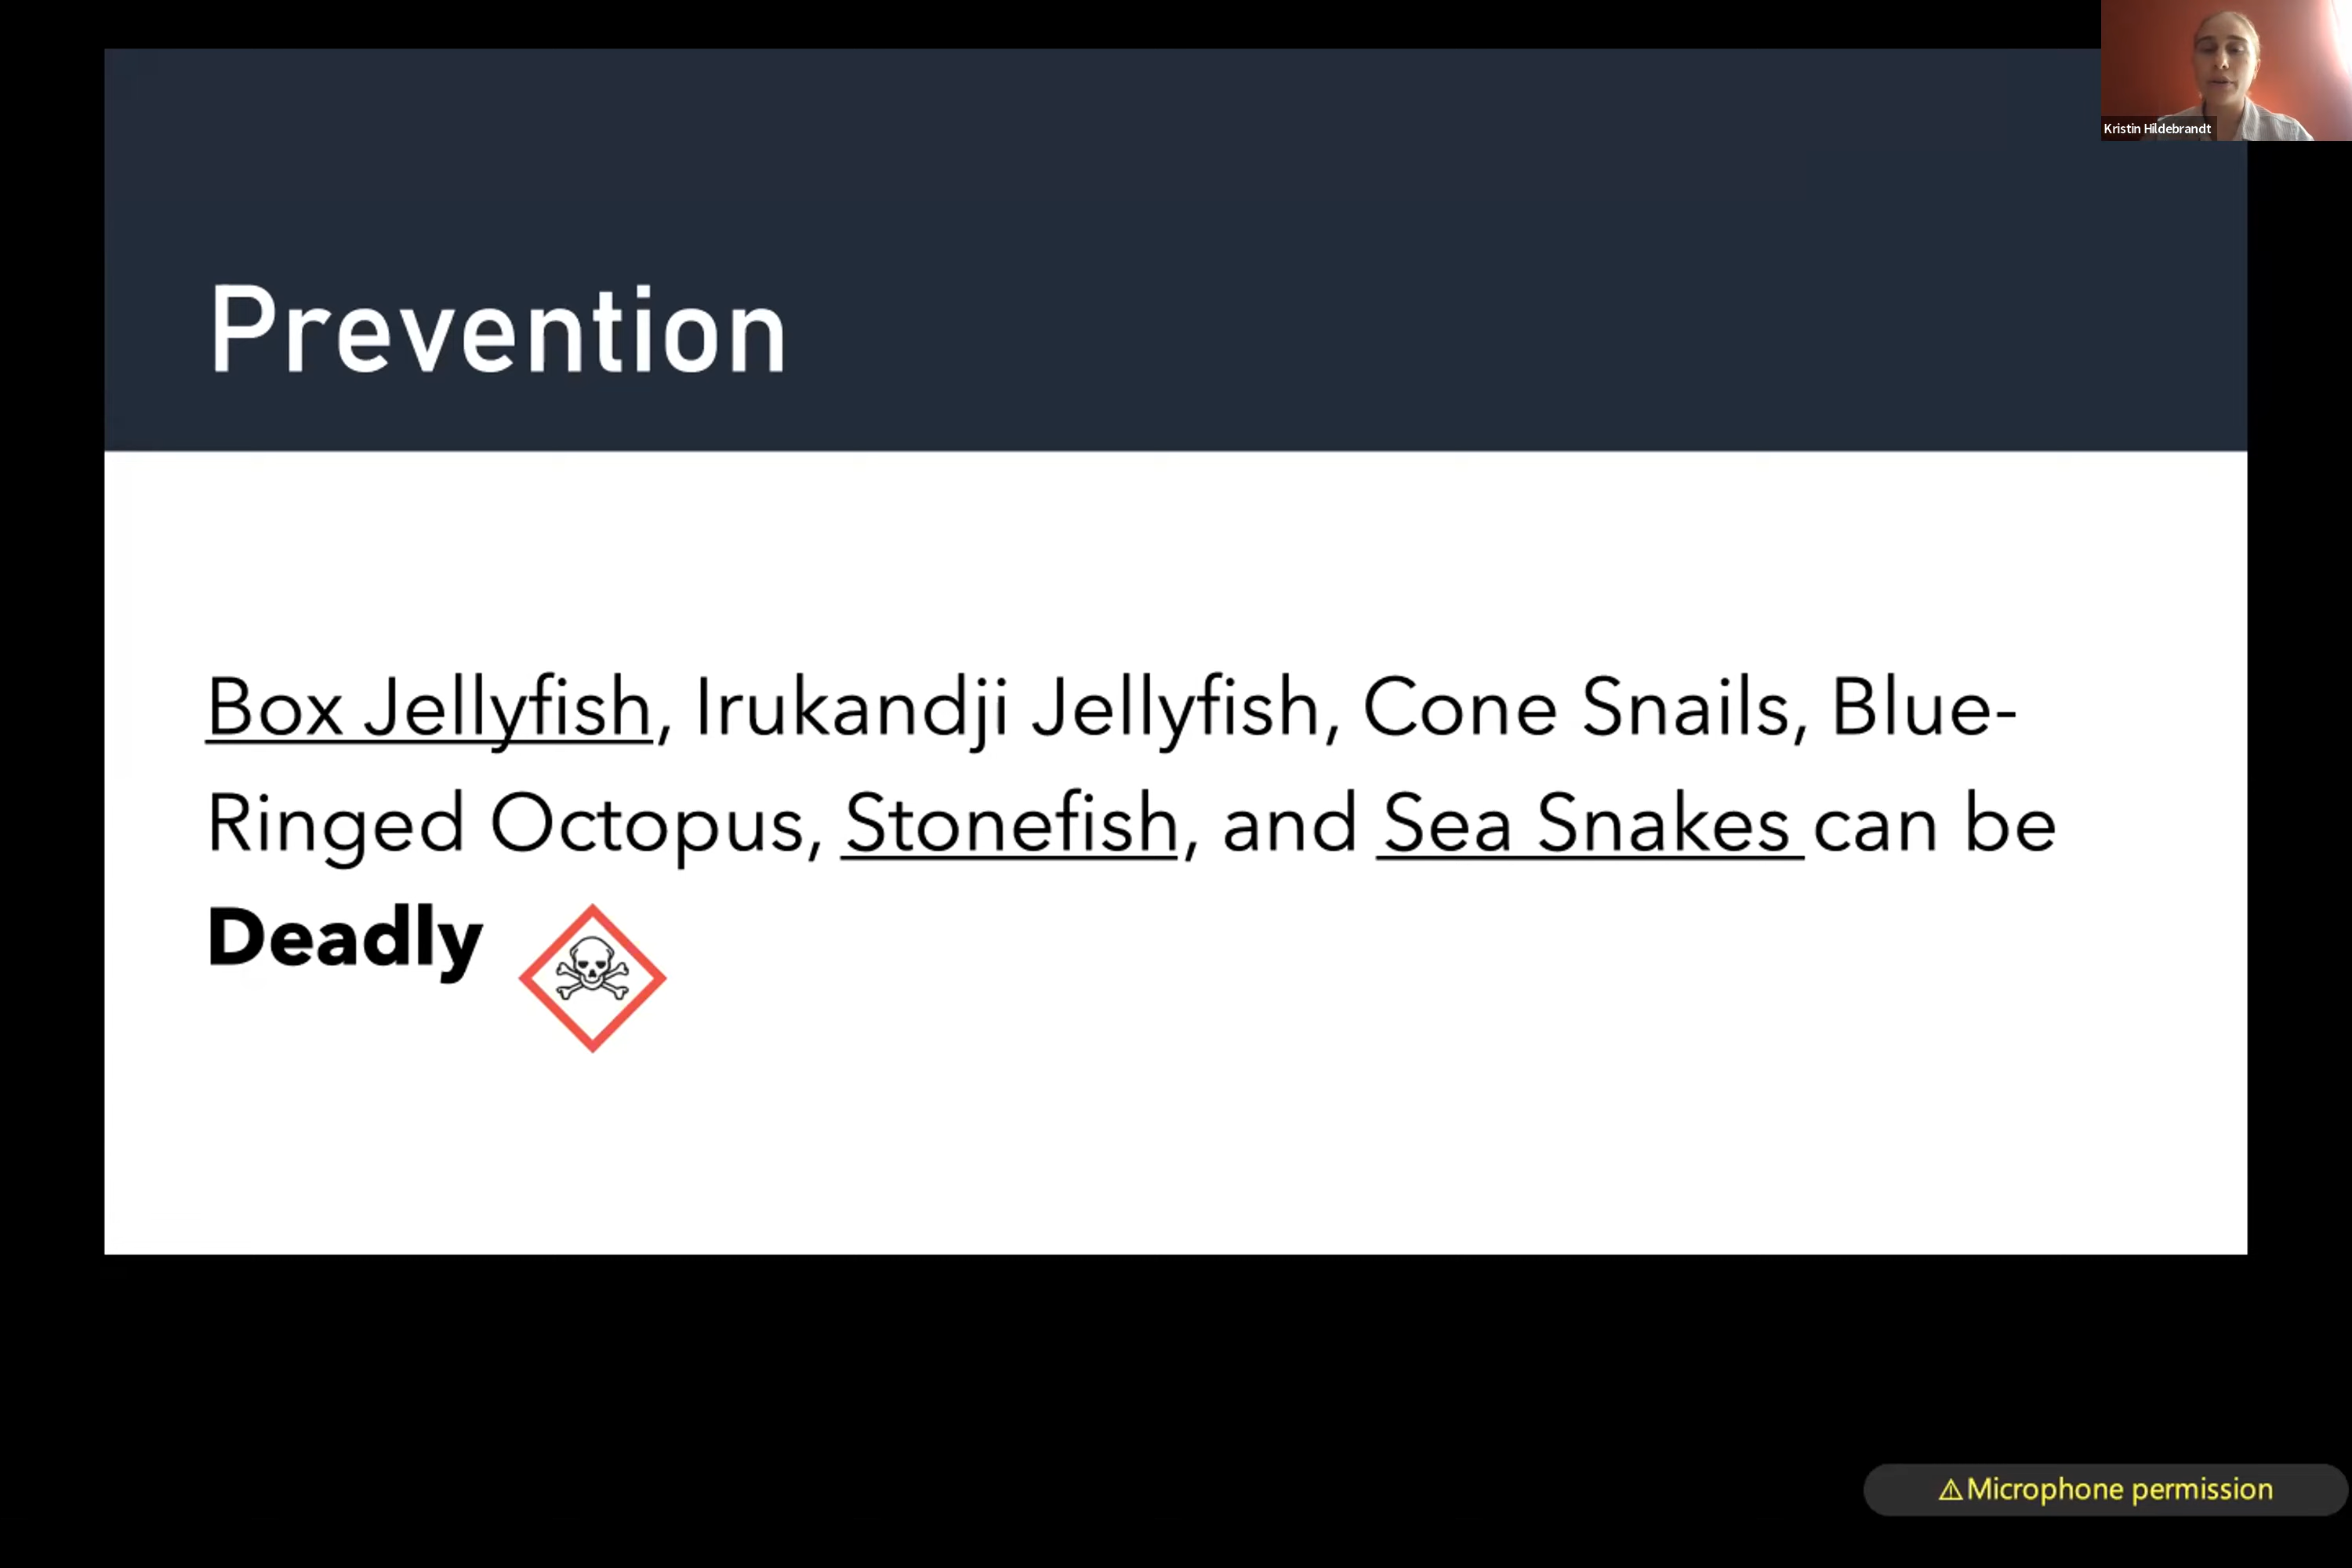 Kristin Hildebrandt
Prevention
Box Jellyfish, Irukandji Jellyfish, Cone Snails, Blue-
Ringed Octopus, Stonefish, and Sea Snakes can be
Deadly
⚠Microphone permission